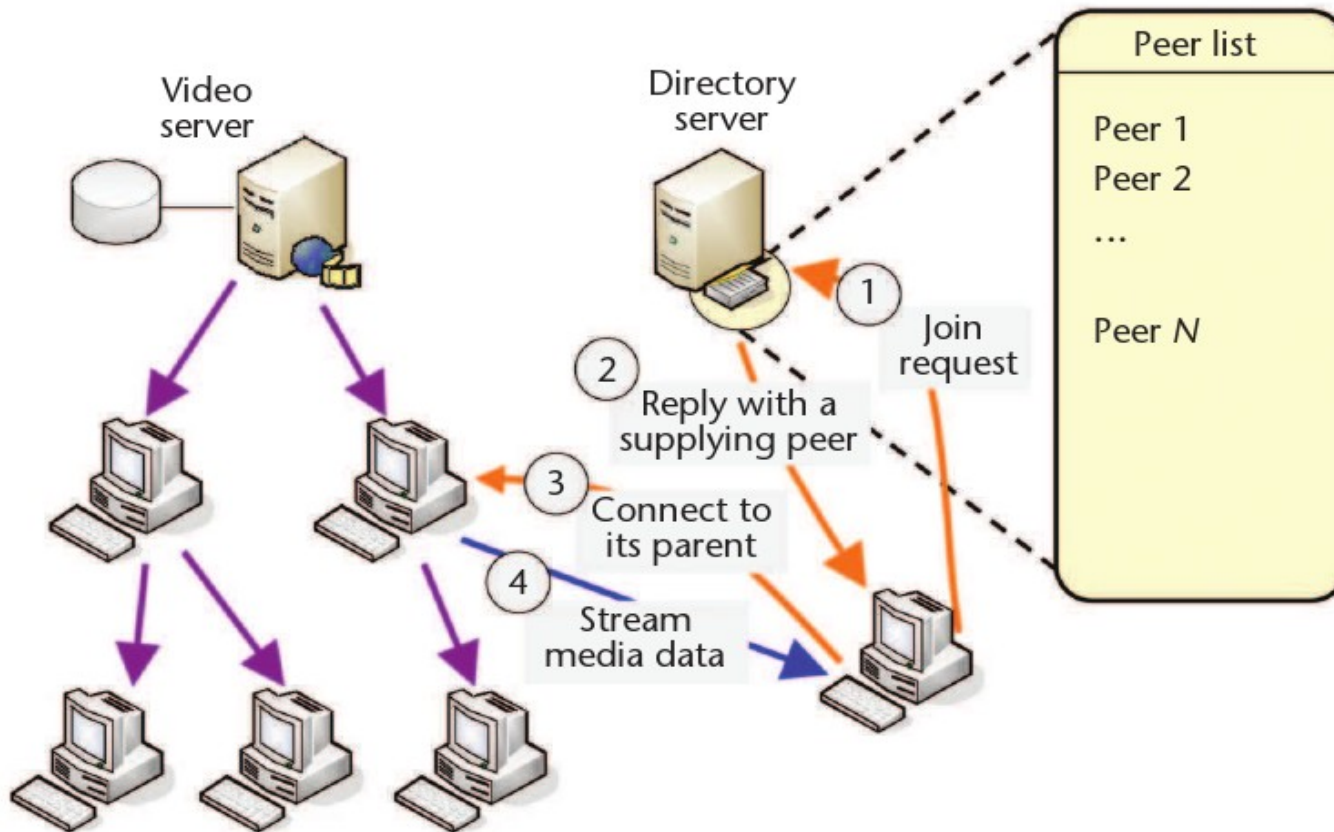 Video
server
Directory
server
Peer list
Peer 1
Peer 2
...
Peer N
1
Join
request
2
Reply with a
supplying peer
3
Connect to
its parent
4
Stream
media data